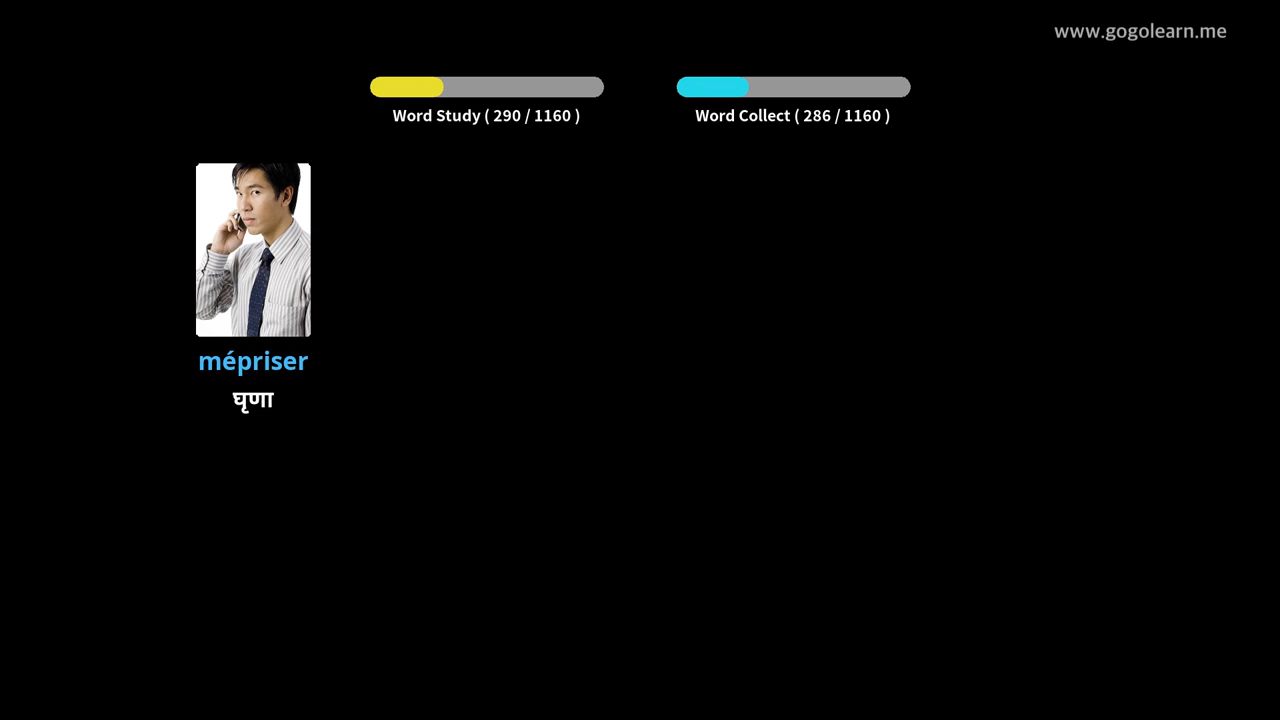 www.gogolearn.me
Word Study ( 290 / 1160 )
Word Collect ( 286 / 1160 )
mépriser
घृणा